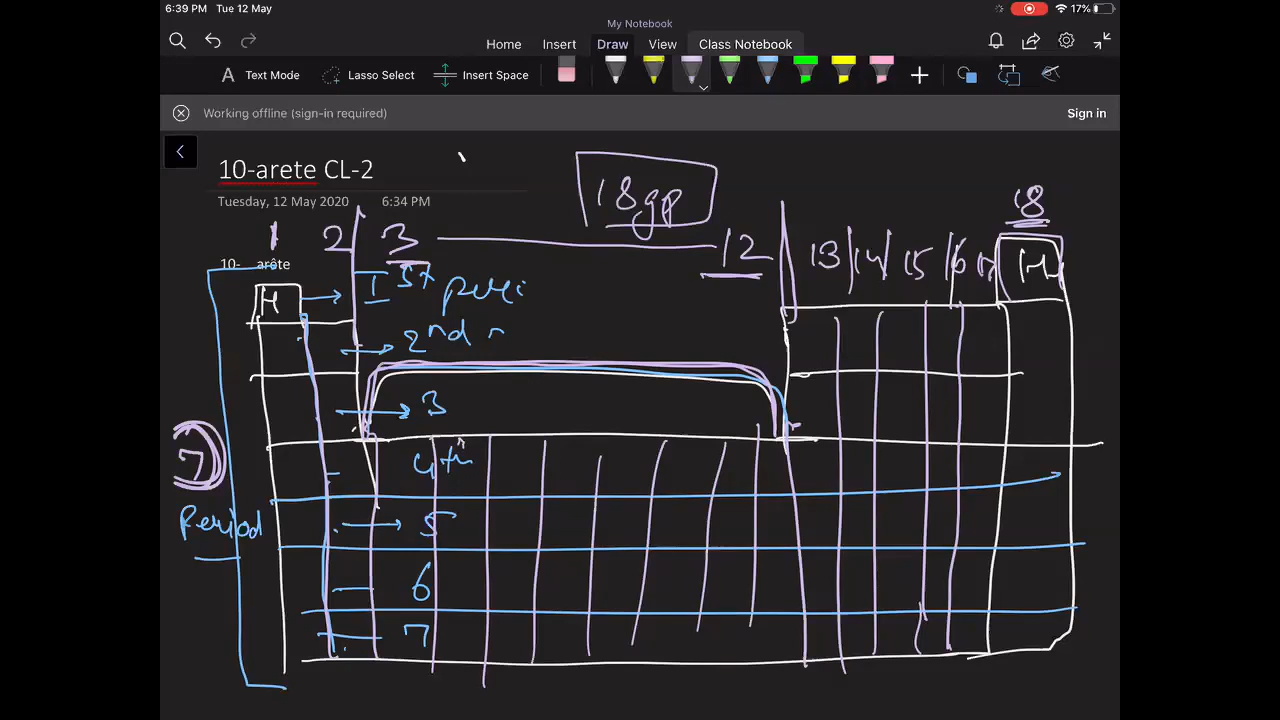 6:39 PM Tue 12 May 17%
My Notebook
Home Insert Draw View Class Notebook
Text Mode Lasso Select Insert Space
Working offline (sign-in required) Sign in
10-arete CL-2
Tuesday, 12 May 2020 6:34 PM
18gp
18
1 2 3 12 13 14 15 16 17 H
10- arête
H I st peri
2nd
3
7 4th
Period 5
6
7